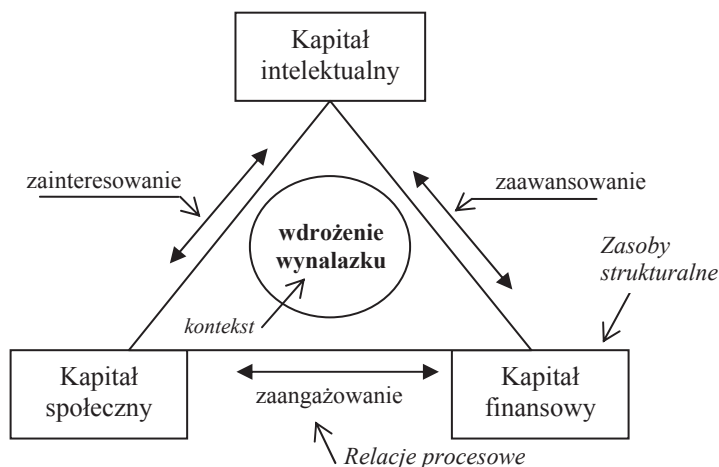 Kapitał
intelektualny
zainteresowanie
zaawansowanie
wdrożenie
wynalazku
Zasoby
strukturalne
kontekst
Kapitał
społeczny
zaangażowanie
Kapitał
finansowy
Relacje procesowe